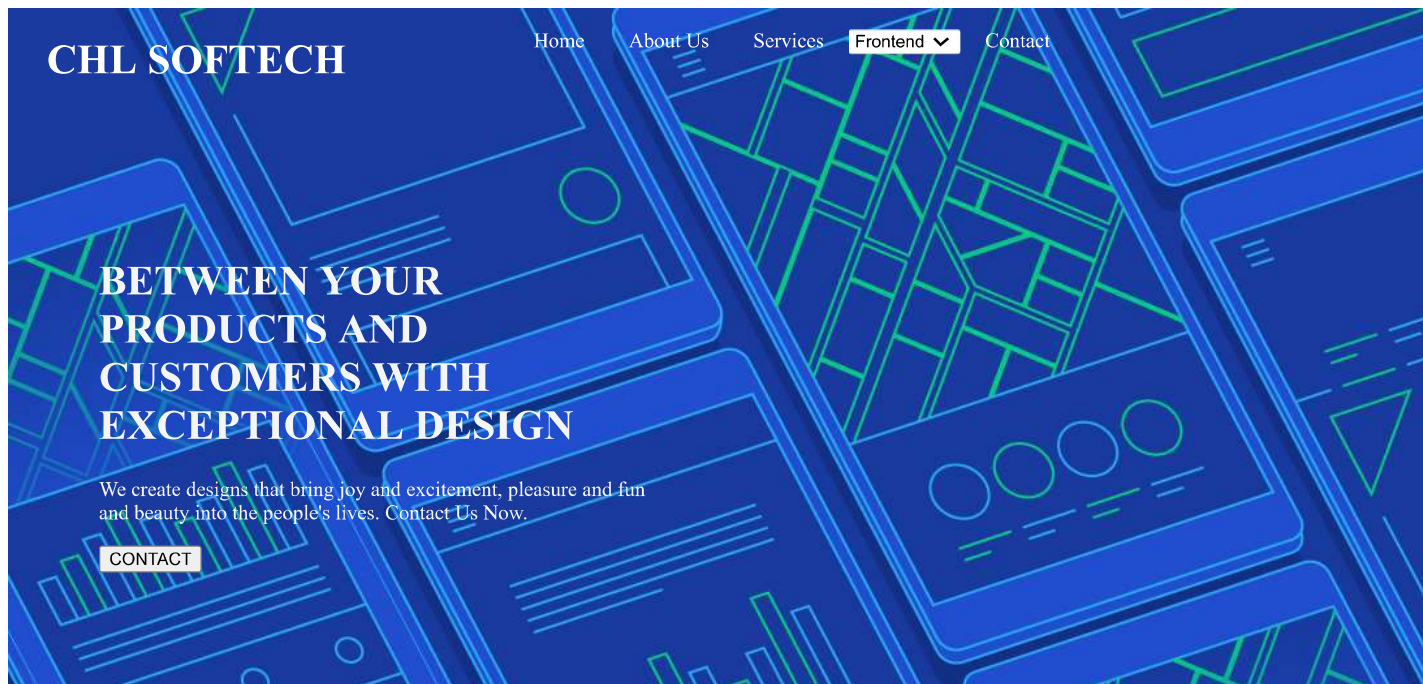 CHL SOFTECH
Home About Us Services Frontend Contact
BETWEEN YOUR
PRODUCTS AND
CUSTOMERS WITH
EXCEPTIONAL DESIGN
We create designs that bring joy and excitement, pleasure and fun
and beauty into the people's lives. Contact Us Now.
CONTACT